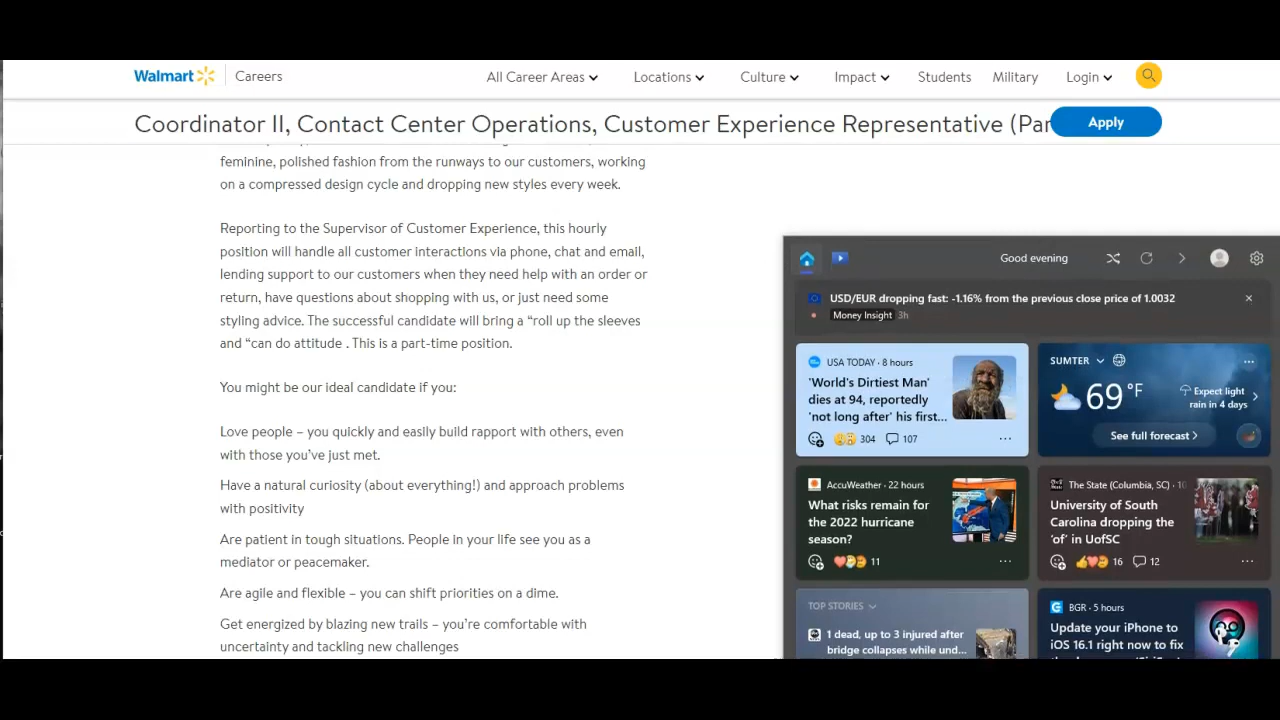 Walmart Careers All Career Areas Locations Culture Impact Students Military Login
Coordinator II, Contact Center Operations, Customer Experience Representative (Par
Apply
feminine, polished fashion from the runways to our customers, working
on a compressed design cycle and dropping new styles every week.
Reporting to the Supervisor of Customer Experience, this hourly
position will handle all customer interactions via phone, chat and email,
lending support to our customers when they need help with an order or
return, have questions about shopping with us, or just need some
styling advice. The successful candidate will bring a “roll up the sleeves
and “can do attitude . This is a part-time position.
You might be our ideal candidate if you:
Love people – you quickly and easily build rapport with others, even
with those you’ve just met.
Have a natural curiosity (about everything!) and approach problems
with positivity
Are patient in tough situations. People in your life see you as a
mediator or peacemaker.
Are agile and flexible – you can shift priorities on a dime.
Get energized by blazing new trails – you’re comfortable with
uncertainty and tackling new challenges
Good evening
USD/EUR dropping fast: -1.16% from the previous close price of 1.0032
Money Insight 3h
USA TODAY · 8 hours
'World's Dirtiest Man'
dies at 94, reportedly
'not long after' his first...
304 107
SUMTER
69 °F
Expect light
rain in 4 days
See full forecast
AccuWeather · 22 hours
What risks remain for
the 2022 hurricane
season?
11
The State (Columbia, SC) ·
University of South
Carolina dropping the
'of' in UofSC
16 12
TOP STORIES
1 dead, up to 3 injured after
bridge collapses while und...
BGR · 5 hours
Update your iPhone to
iOS 16.1 right now to fix